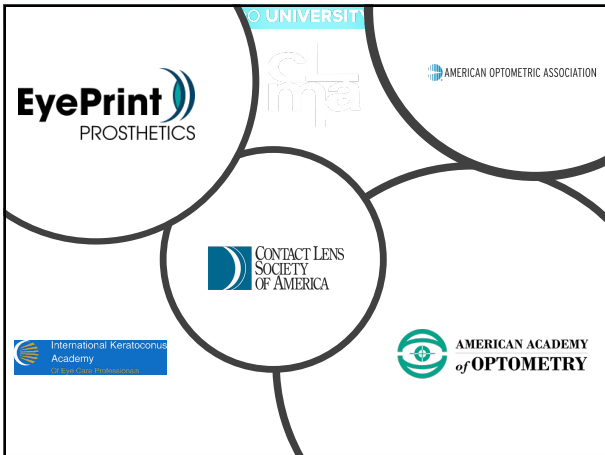 O UNIVERSITY
clma
AMERICAN OPTOMETRIC ASSOCIATION
EyePrint
PROSTHETICS
CONTACT LENS
SOCIETY
OF AMERICA
International Keratoconus
Academy
Of Eye Care Professionals
AMERICAN ACADEMY
of OPTOMETRY